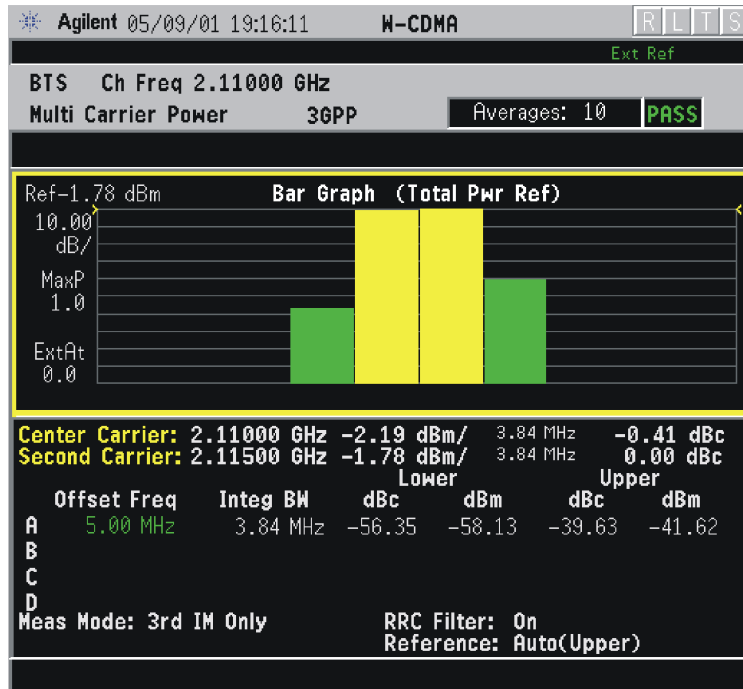 Agilent 05/09/01 19:16:11 W-CDMA R L T S
Ext Ref
BTS Ch Freq 2.11000 GHz
Multi Carrier Power 3GPP Averages: 10 PASS
Ref-1.78 dBm Bar Graph (Total Pwr Ref)
10.00
dB/
MaxP
1.0
ExtAt
0.0
Center Carrier: 2.11000 GHz -2.19 dBm/ 3.84 MHz -0.41 dBc
Second Carrier: 2.11500 GHz -1.78 dBm/ 3.84 MHz 0.00 dBc
Lower Upper
Offset Freq Integ BW dBc dBm dBc dBm
A 5.00 MHz 3.84 MHz -56.35 -58.13 -39.63 -41.62
B
C
D
Meas Mode: 3rd IM Only RRC Filter: On
Reference: Auto(Upper)